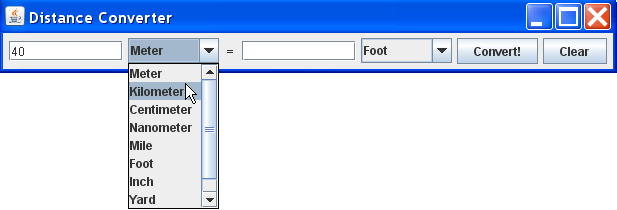 Distance Converter
40 Meter = Foot Convert! Clear
Meter
Kilometer
Centimeter
Nanometer
Mile
Foot
Inch
Yard